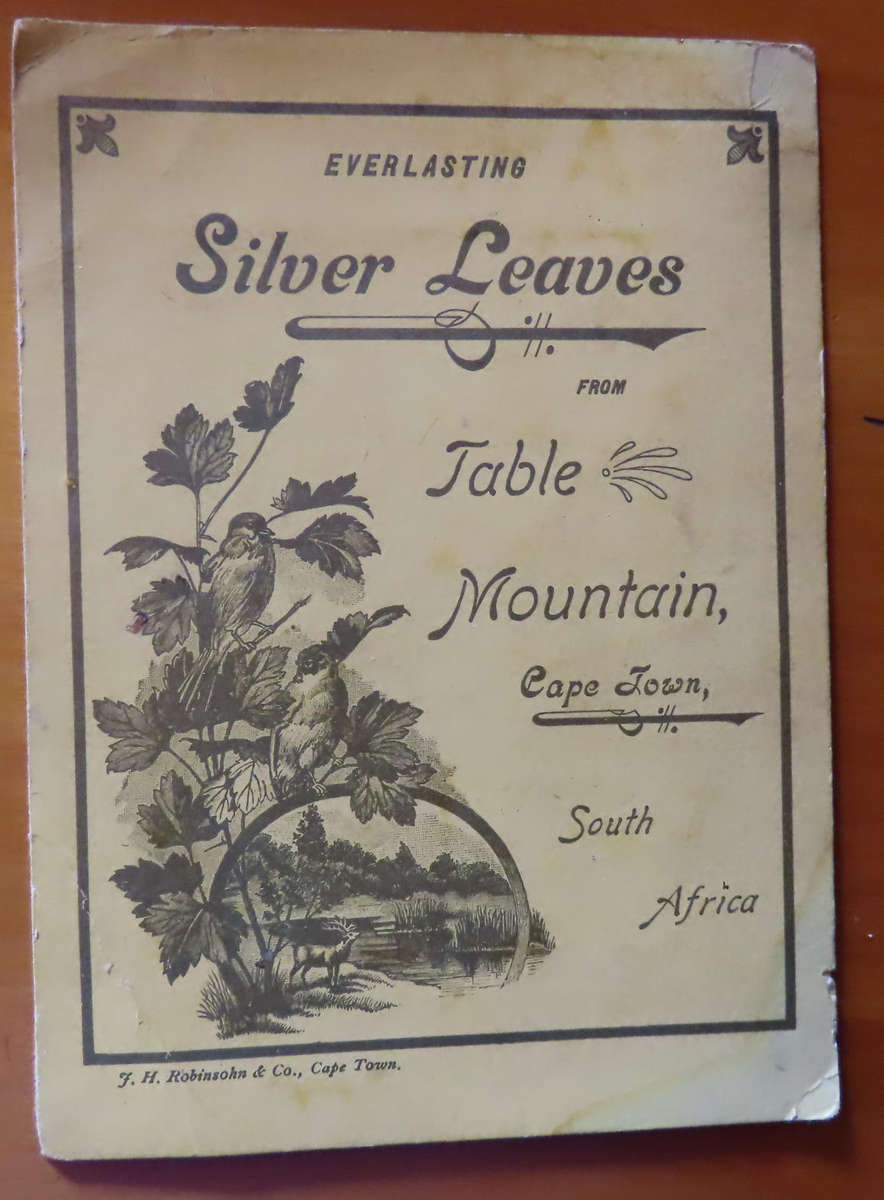 EVERLASTING
Silver Leaves
FROM
Table
Mountain,
Cape Town,
South
Africa
J. H. Robinsohn & Co., Cape Town.